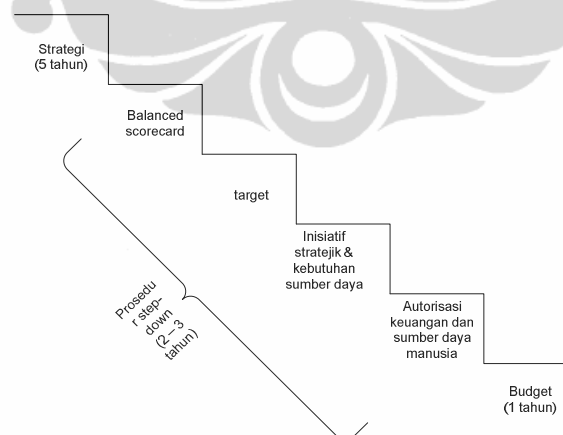 Strategi
(5 tahun)
Balanced
scorecard
target
Inisiatif
stratejik &
kebutuhan
sumber daya
Autorisasi
keuangan dan
sumber daya
manusia
Budget
(1 tahun)
Prosedu
r step-
down
(2 – 3
tahun)